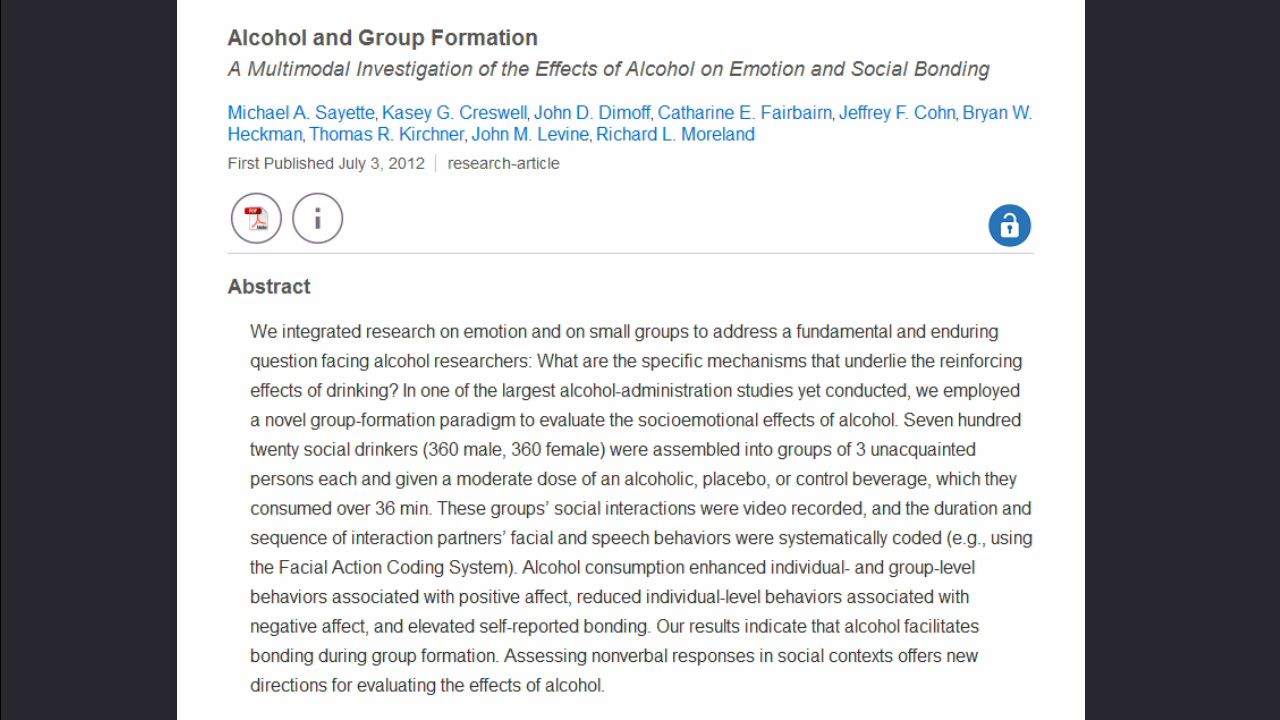 Alcohol and Group Formation
A Multimodal Investigation of the Effects of Alcohol on Emotion and Social Bonding
Michael A. Sayette, Kasey G. Creswell, John D. Dimoff, Catharine E. Fairbairn, Jeffrey F. Cohn, Bryan W.
Heckman, Thomas R. Kirchner, John M. Levine, Richard L. Moreland
First Published July 3, 2012 | research-article
PDF
Adobe
i
Abstract
We integrated research on emotion and on small groups to address a fundamental and enduring
question facing alcohol researchers: What are the specific mechanisms that underlie the reinforcing
effects of drinking? In one of the largest alcohol-administration studies yet conducted, we employed
a novel group-formation paradigm to evaluate the socioemotional effects of alcohol. Seven hundred
twenty social drinkers (360 male, 360 female) were assembled into groups of 3 unacquainted
persons each and given a moderate dose of an alcoholic, placebo, or control beverage, which they
consumed over 36 min. These groups’ social interactions were video recorded, and the duration and
sequence of interaction partners’ facial and speech behaviors were systematically coded (e.g., using
the Facial Action Coding System). Alcohol consumption enhanced individual- and group-level
behaviors associated with positive affect, reduced individual-level behaviors associated with
negative affect, and elevated self-reported bonding. Our results indicate that alcohol facilitates
bonding during group formation. Assessing nonverbal responses in social contexts offers new
directions for evaluating the effects of alcohol.